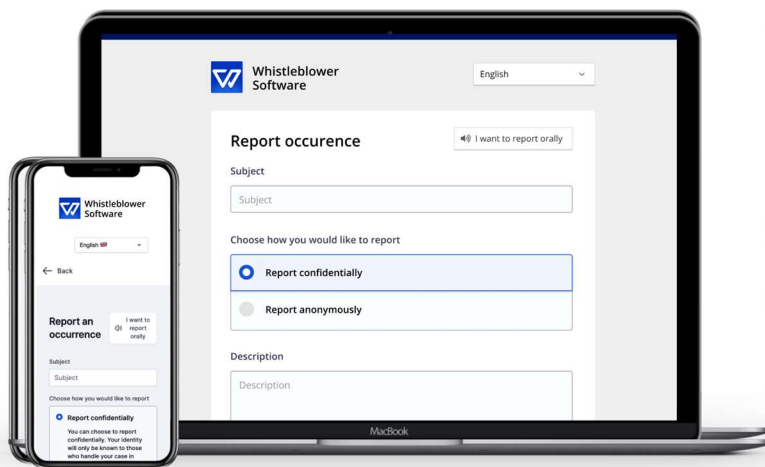 Whistleblower
Software
English
Report occurence
I want to report orally
Subject
Subject
Choose how you would like to report
Report confidentially
Report anonymously
Description
Description
MacBook
Whistleblower
Software
English
Back
Report an
occurrence
I want to
report
orally
Subject
Subject
Choose how you would like to report
Report confidentially
You can choose to report
confidentially. Your identity
will only be known to those
who handle your case in